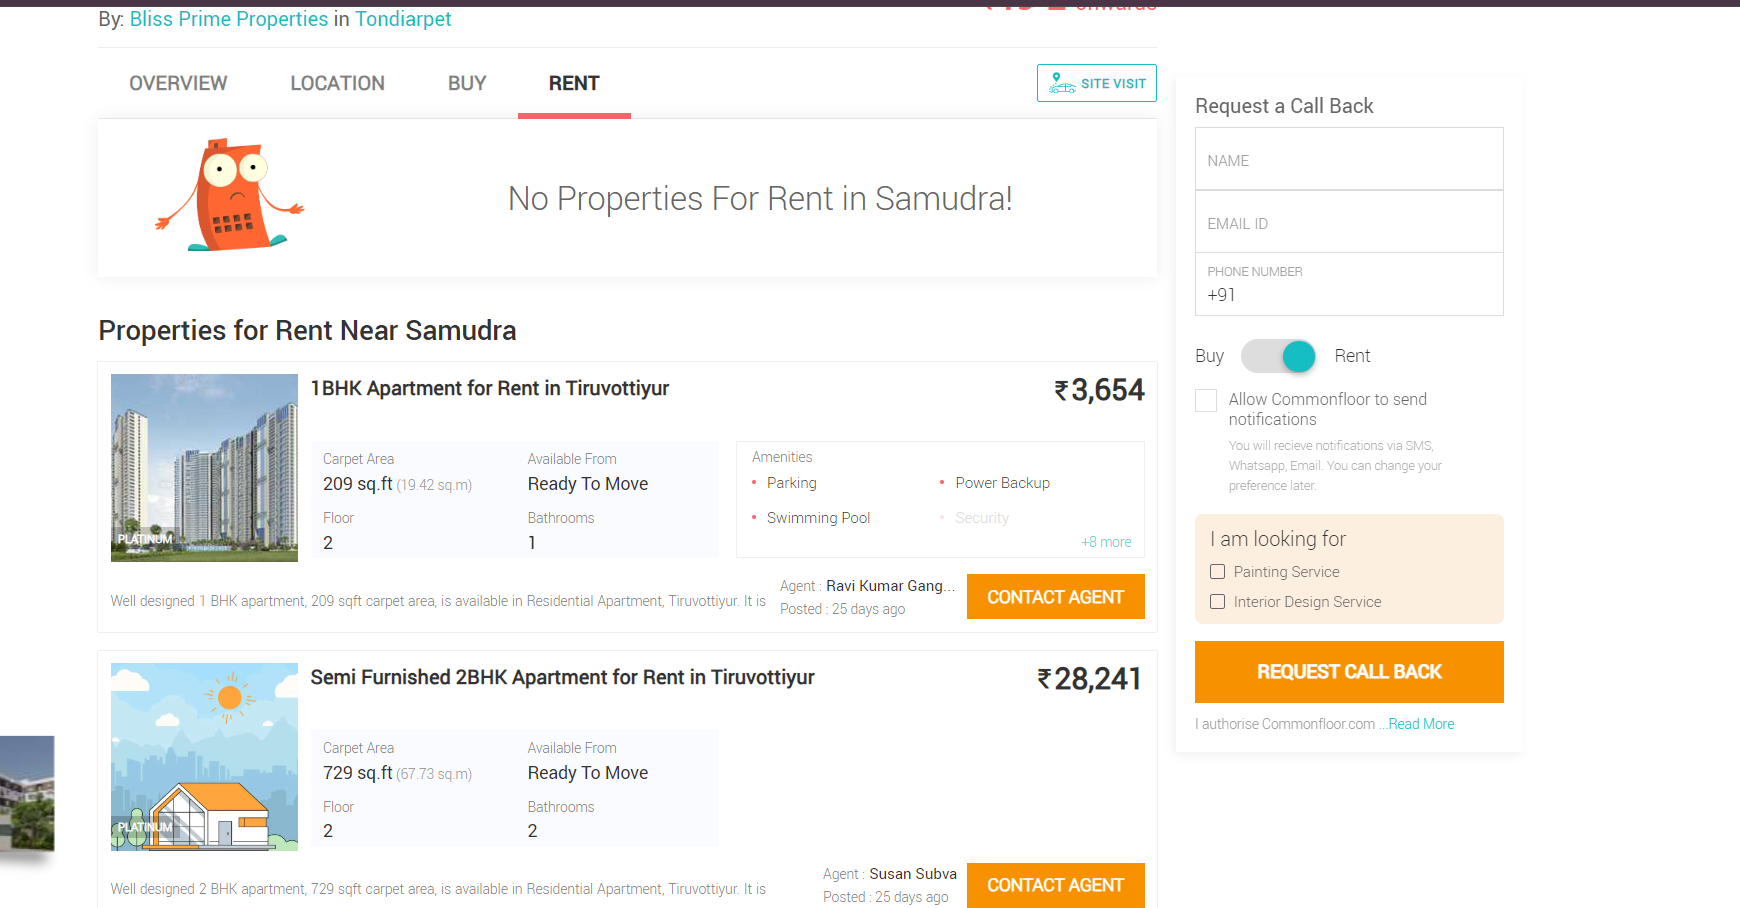 By: Bliss Prime Properties in Tondiarpet
onwards
OVERVIEW
LOCATION
BUY
RENT
SITE VISIT
No Properties For Rent in Samudra!
Properties for Rent Near Samudra
1BHK Apartment for Rent in Tiruvottiyur
₹3,654
Carpet Area
209 sq.ft (19.42 sq.m)
Available From
Ready To Move
Floor
2
Bathrooms
1
Amenities
• Parking
• Power Backup
• Swimming Pool
• Security
+8 more
PLATINUM
Well designed 1 BHK apartment, 209 sqft carpet area, is available in Residential Apartment, Tiruvottiyur. It is
Agent : Ravi Kumar Gang...
Posted : 25 days ago
CONTACT AGENT
Semi Furnished 2BHK Apartment for Rent in Tiruvottiyur
₹28,241
Carpet Area
729 sq.ft (67.73 sq.m)
Available From
Ready To Move
Floor
2
Bathrooms
2
PLATINUM
Well designed 2 BHK apartment, 729 sqft carpet area, is available in Residential Apartment, Tiruvottiyur. It is
Agent : Susan Subva
Posted : 25 days ago
CONTACT AGENT
Request a Call Back
NAME
EMAIL ID
PHONE NUMBER
+91
Buy
Rent
Allow Commonfloor to send
notifications
You will recieve notifications via SMS,
Whatsapp, Email. You can change your
preference later.
I am looking for
Painting Service
Interior Design Service
REQUEST CALL BACK
I authorise Commonfloor.com ...Read More